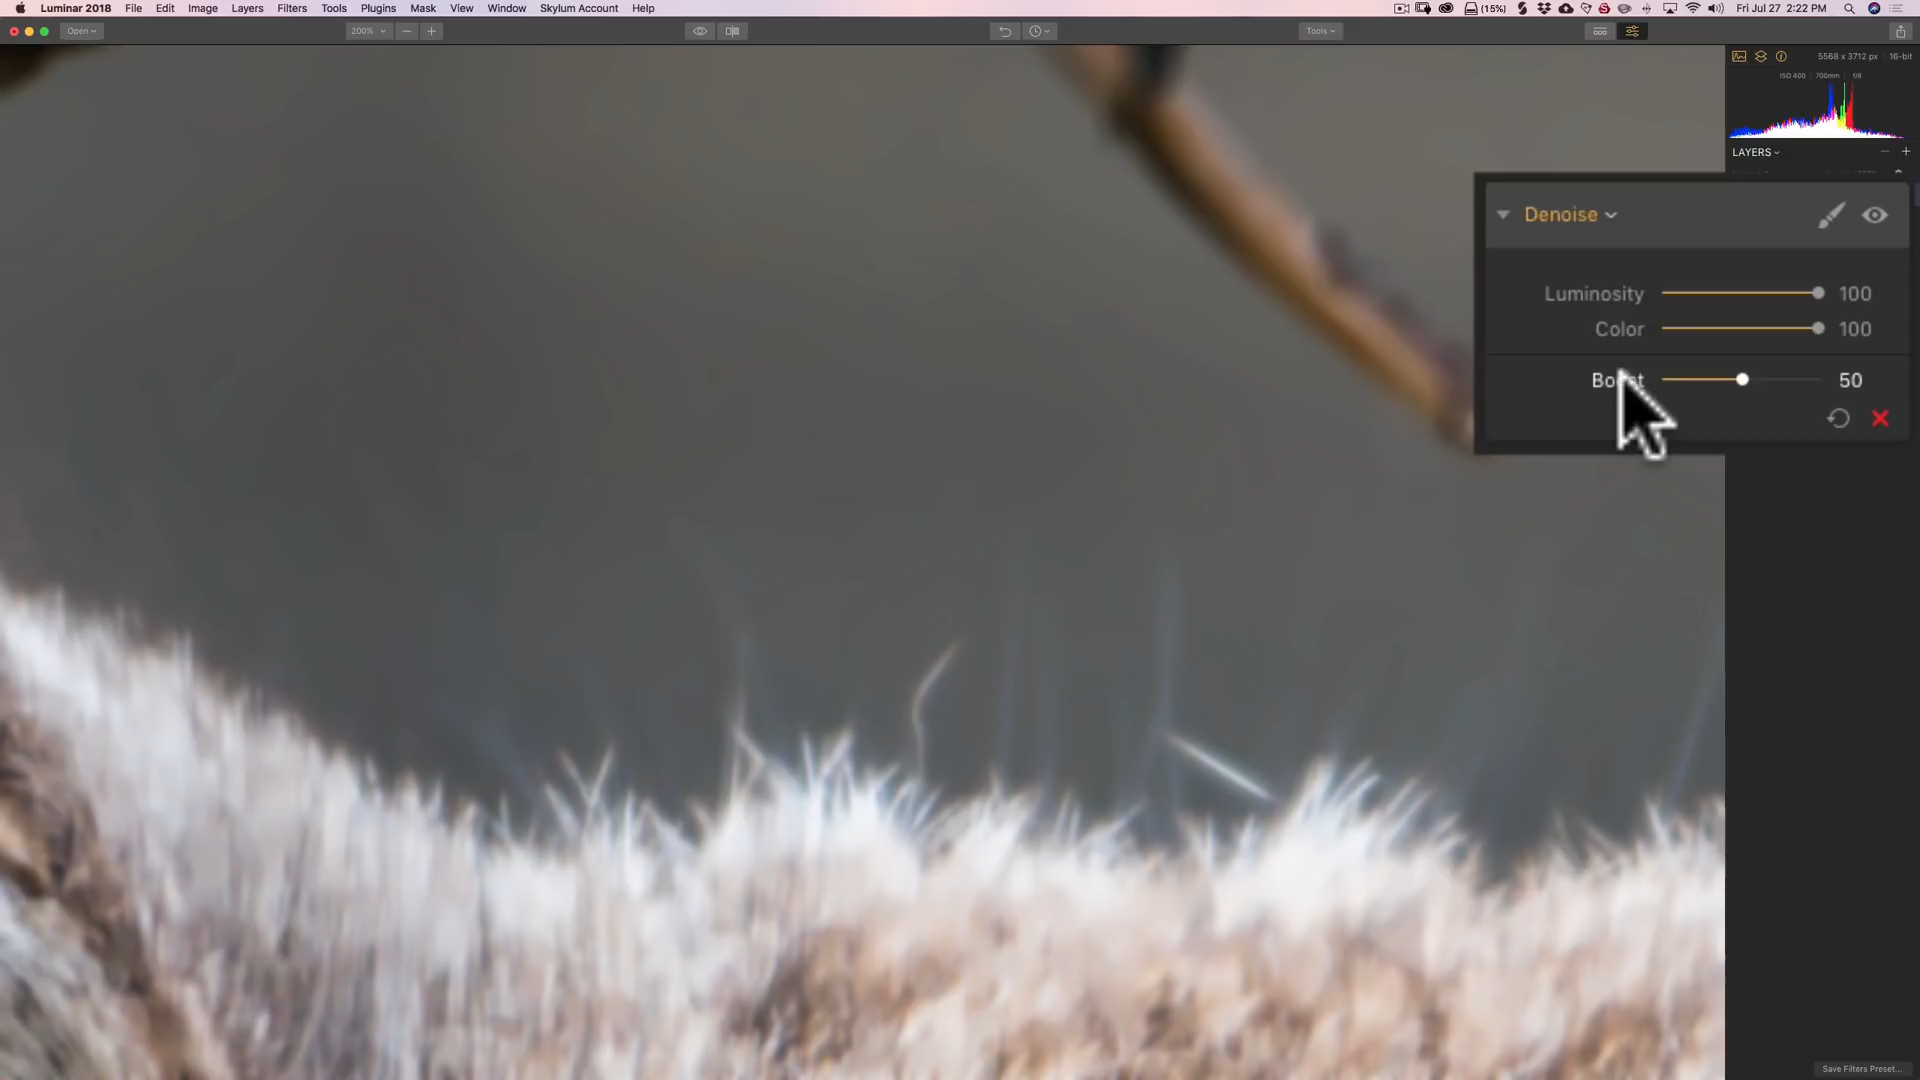 Luminar 2018 File Edit Image Layers Filters Tools Plugins Mask View Window Skylum Account Help (15%) Fri Jul 27 2:22 PM
Open 200% Tools
5568 x 3712 px 16-bit
ISO 400 700mm f/8
LAYERS
Denoise
Luminosity 100
Color 100
Boost 50
Save Filters Preset...